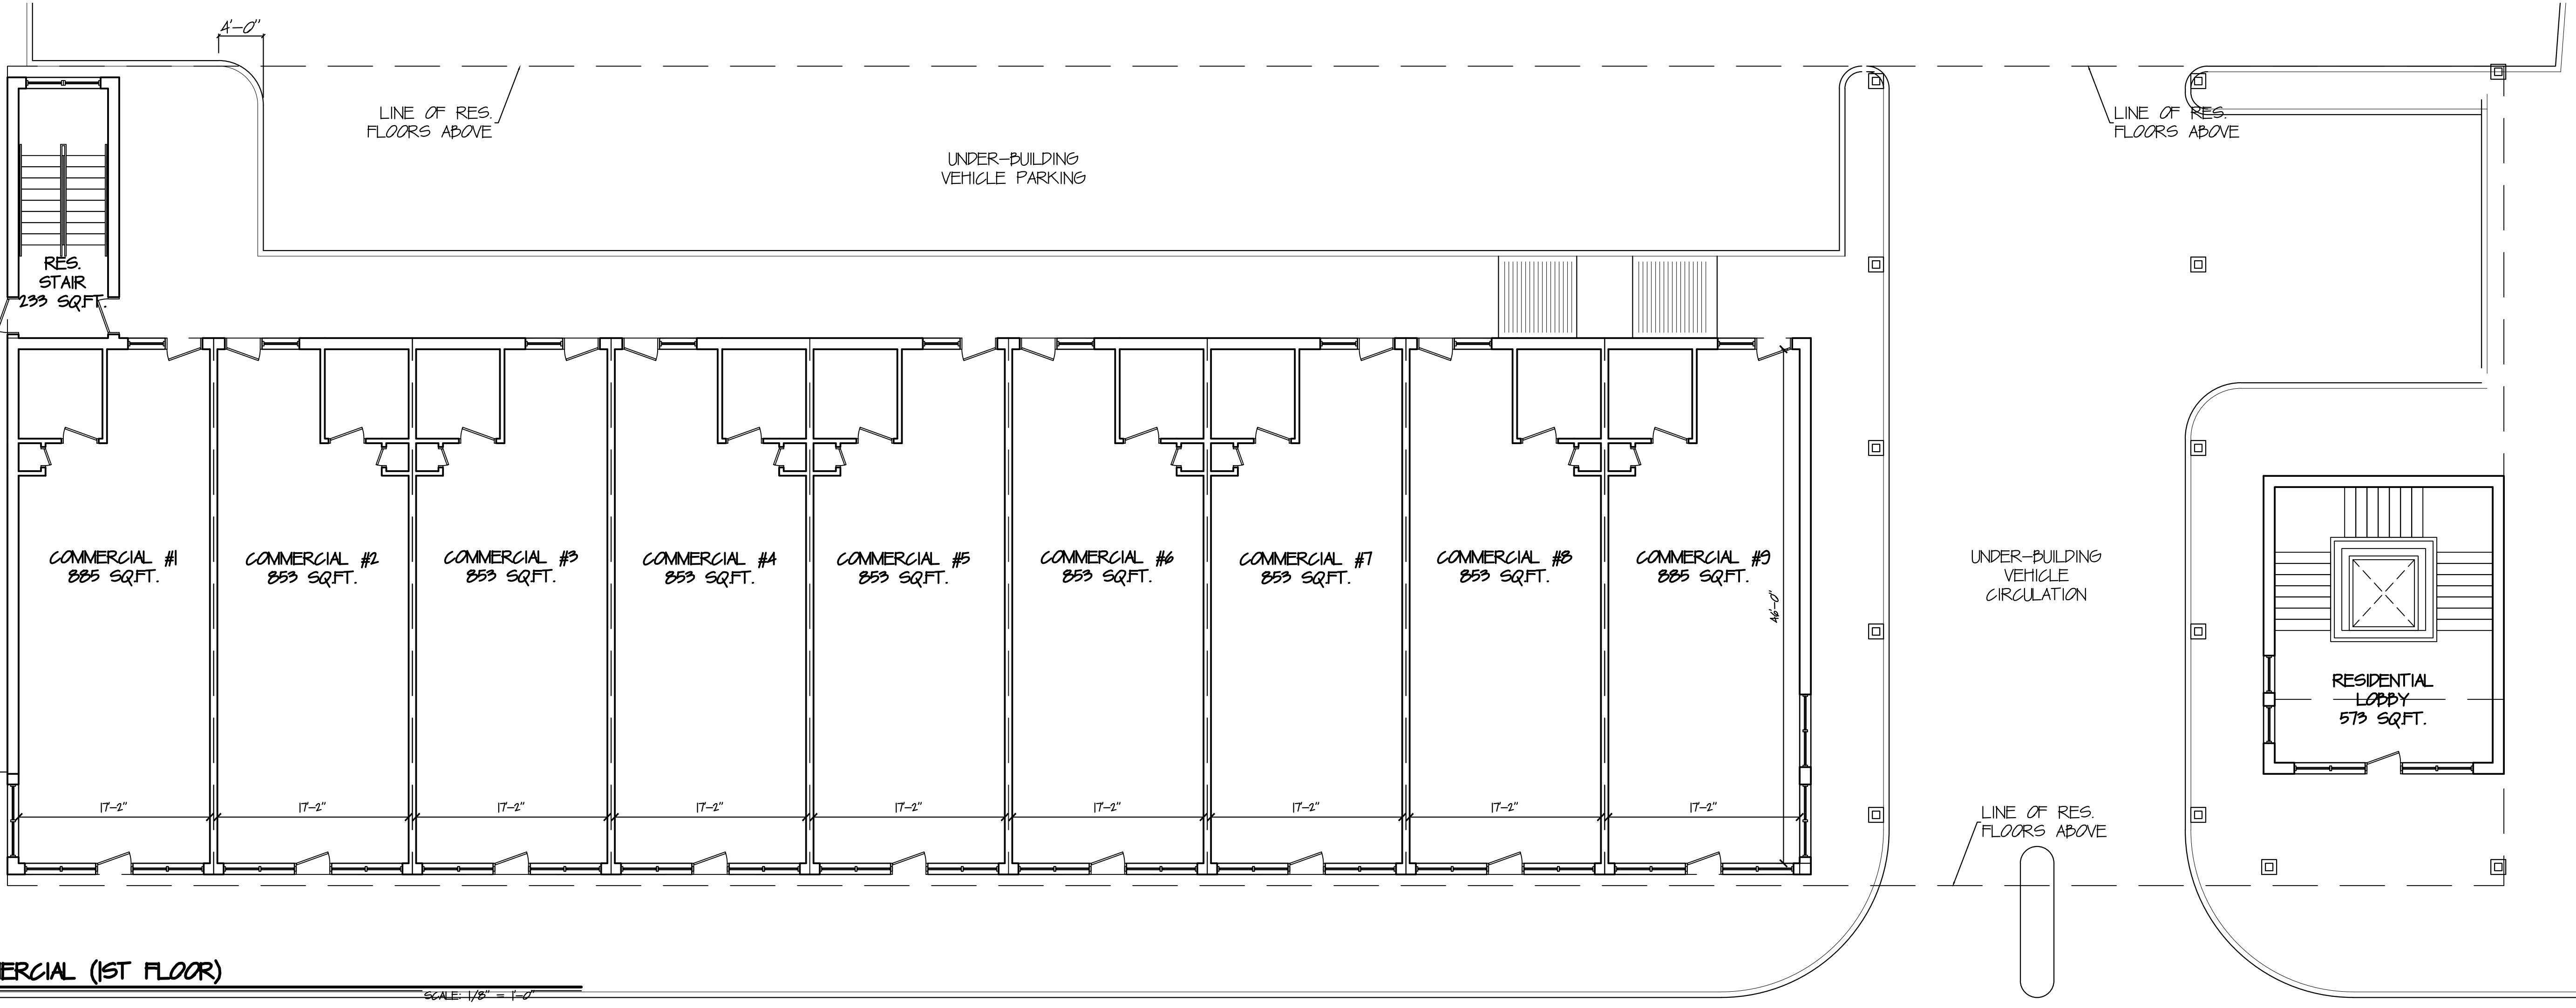 4'-0"
LINE OF RES.
FLOORS ABOVE
UNDER-BUILDING
VEHICLE PARKING
LINE OF RES.
FLOORS ABOVE
RES.
STAIR
233 SQ.FT.
COMMERCIAL #1
885 SQ.FT.
COMMERCIAL #2
853 SQ.FT.
COMMERCIAL #3
853 SQ.FT.
COMMERCIAL #4
853 SQ.FT.
COMMERCIAL #5
853 SQ.FT.
COMMERCIAL #6
853 SQ.FT.
COMMERCIAL #7
853 SQ.FT.
COMMERCIAL #8
853 SQ.FT.
COMMERCIAL #9
885 SQ.FT.
46'-0"
UNDER-BUILDING
VEHICLE
CIRCULATION
RESIDENTIAL
LOBBY
573 SQ.FT.
17'-2"
17'-2"
17'-2"
17'-2"
17'-2"
17'-2"
17'-2"
17'-2"
17'-2"
LINE OF RES.
FLOORS ABOVE
ERCIAL (1ST FLOOR)
SCALE: 1/8" = 1'-0"